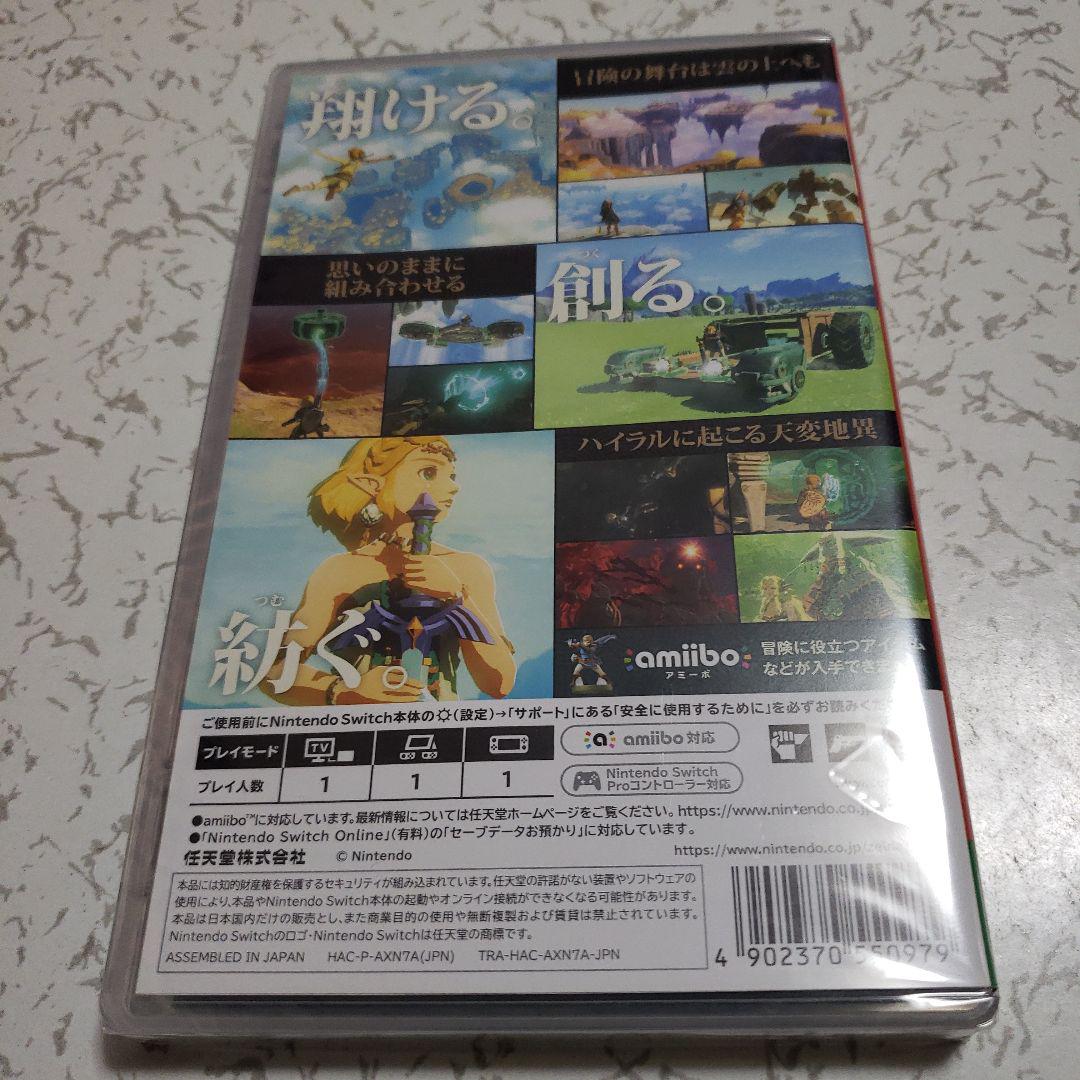 翔ける。
冒険の舞台は雲の上へも
思いのままに
組み合わせる
つく
創る。
ハイラルに起こる天変地異
つむ
紡ぐ。
amiibo
アミーボ
冒険に役立つアイテム
などが入手でき
ご使用前にNintendo Switch本体の(設定)→「サポート」にある「安全に使用するために」を必ずお読みくだ
プレイモード TV
プレイ人数 1 1 1
amiibo 対応
Nintendo Switch
Proコントローラー対応
●amiibo™に対応しています。最新情報については任天堂ホームページをご覧ください。https://www.nintendo.co.j
●「Nintendo Switch Online」(有料)の「セーブデータお預かり」に対応しています。
任天堂株式会社 © Nintendo
https://www.nintendo.co.jp/zelda
本品には知的財産権を保護するセキュリティが組み込まれています。任天堂の許諾がない装置やソフトウェアの
使用により、本品やNintendo Switch本体の起動やオンライン接続ができなくなる可能性があります。
本品は日本国内だけの販売とし、また商業目的の使用や無断複製および賃貸は禁止されています。
Nintendo Switchのロゴ・Nintendo Switchは任天堂の商標です。
ASSEMBLED IN JAPAN HAC-P-AXN7A(JPN) TRA-HAC-AXN7A-JPN
4 902370 550979